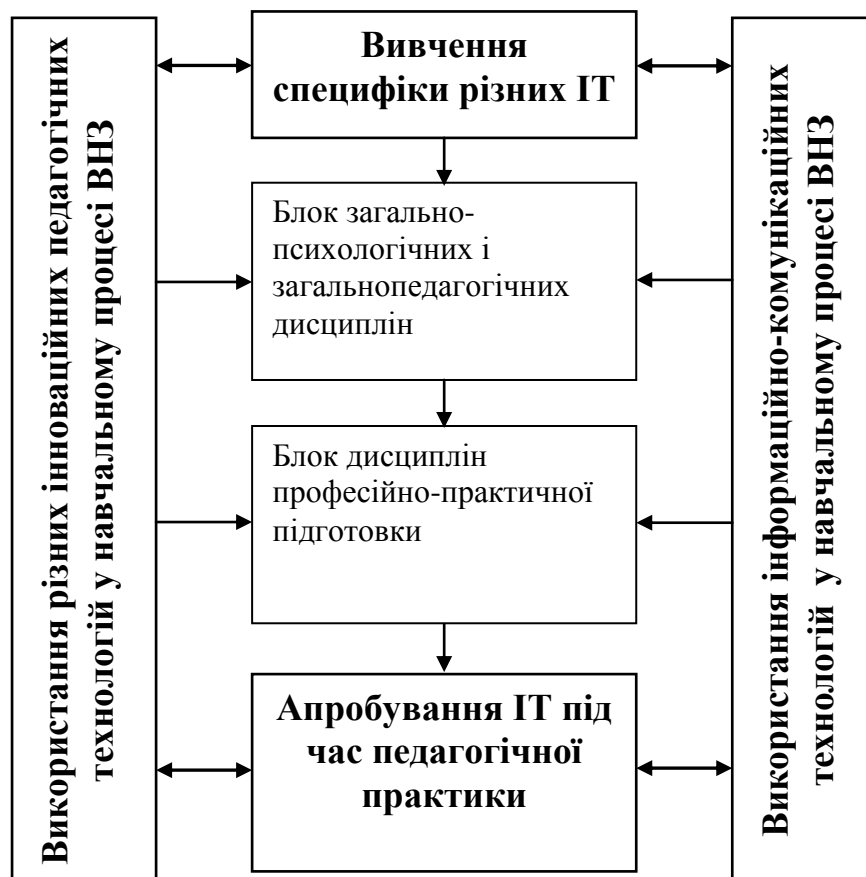 Використання різних інноваційних педагогічних
технологій у навчальному процесі ВНЗ
Вивчення
специфіки різних ІТ
Блок загально-
психологічних і
загальнопедагогічних
дисциплін
Блок дисциплін
професійно-практичної
підготовки
Апробування ІТ під
час педагогічної
практики
Використання інформаційно-комунікаційних
технологій у навчальному процесі ВНЗ